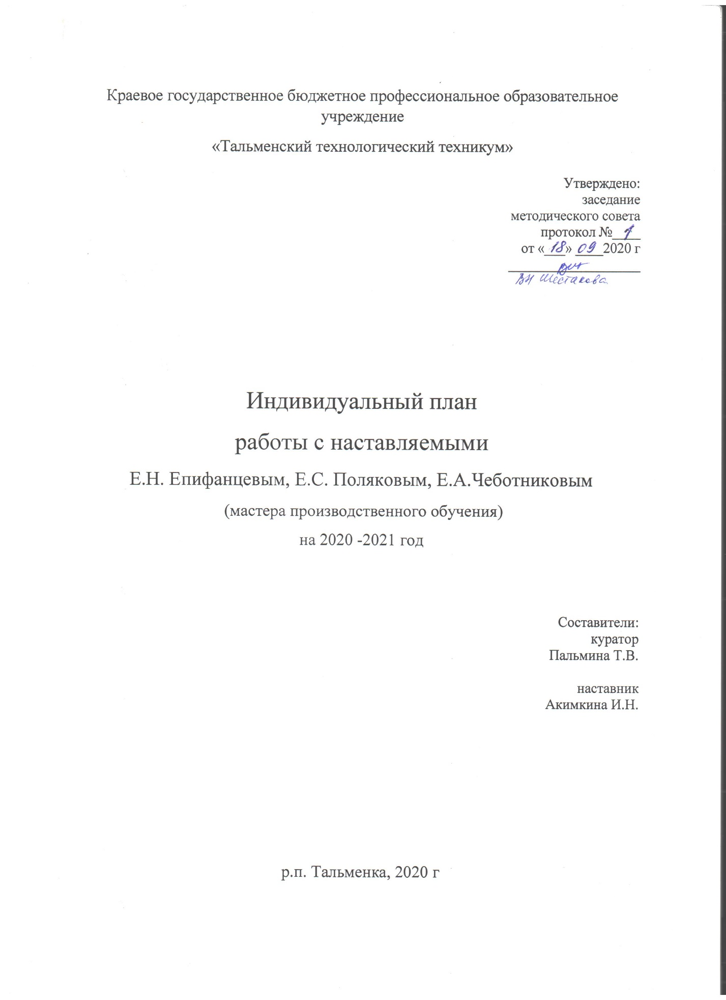 Краевое государственное бюджетное профессиональное образовательное
учреждение
«Тальменский технологический техникум»
Утверждено:
заседание
методического совета
протокол № 1
от «18» 09 2020 г
ВН Шестакова
Индивидуальный план
работы с наставляемыми
Е.Н. Епифанцевым, Е.С. Поляковым, Е.А.Чеботниковым
(мастера производственного обучения)
на 2020 -2021 год
Составители:
куратор
Пальмина Т.В.
наставник
Акимкина И.Н.
р.п. Тальменка, 2020 г